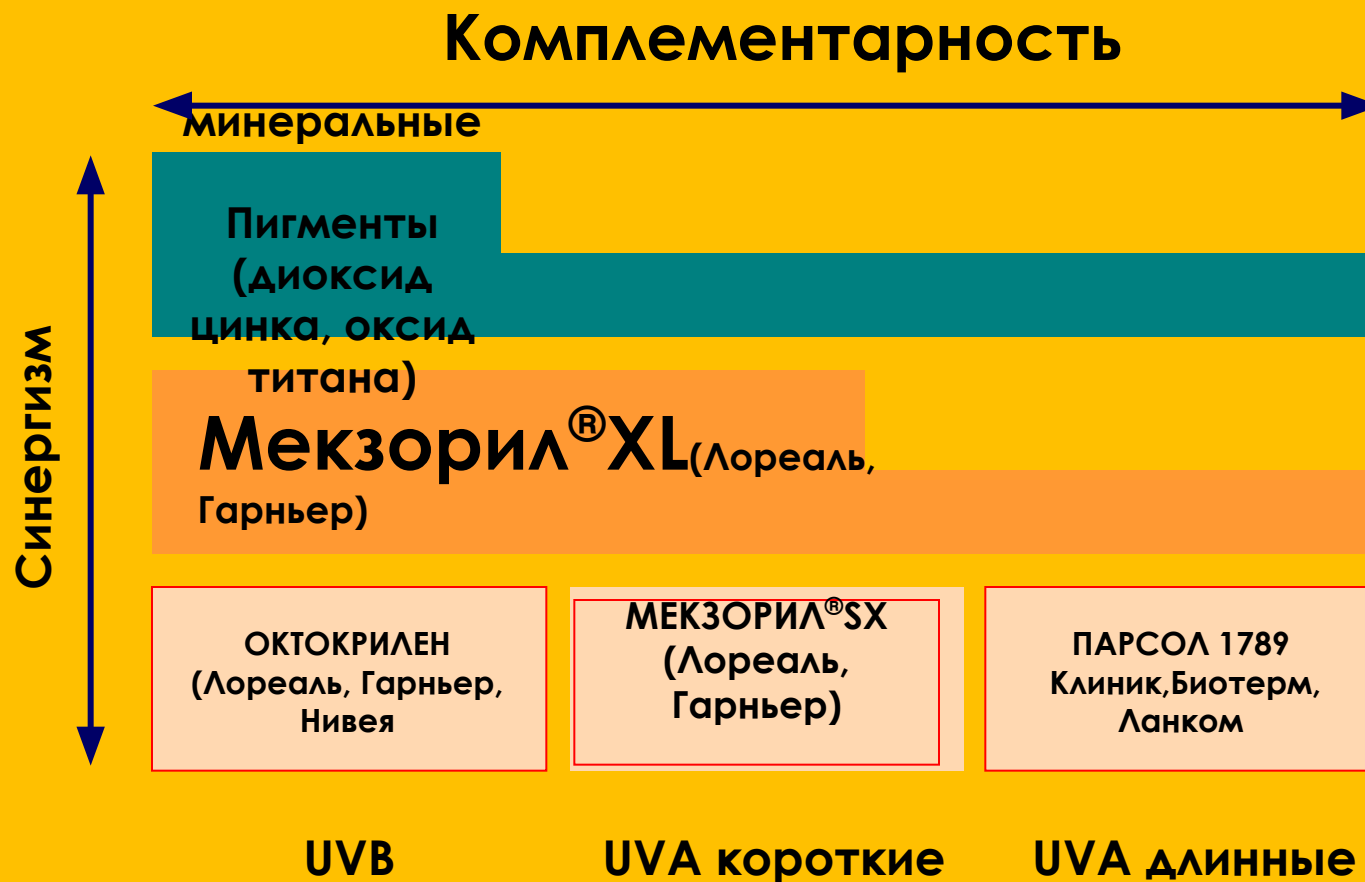 Комплементарность
минеральные
Пигменты
(диоксид
цинка, оксид
титана)
Синергизм
Мекзорил®XL(Лореаль,
Гарньер)
ОКТОКРИЛЕН
(Лореаль, Гарньер,
Нивея
МЕКЗОРИЛ®SX
(Лореаль,
Гарньер)
ПАРСОЛ 1789
Клиник,Биотерм,
Ланком
UVB
UVA короткие
UVA длинные